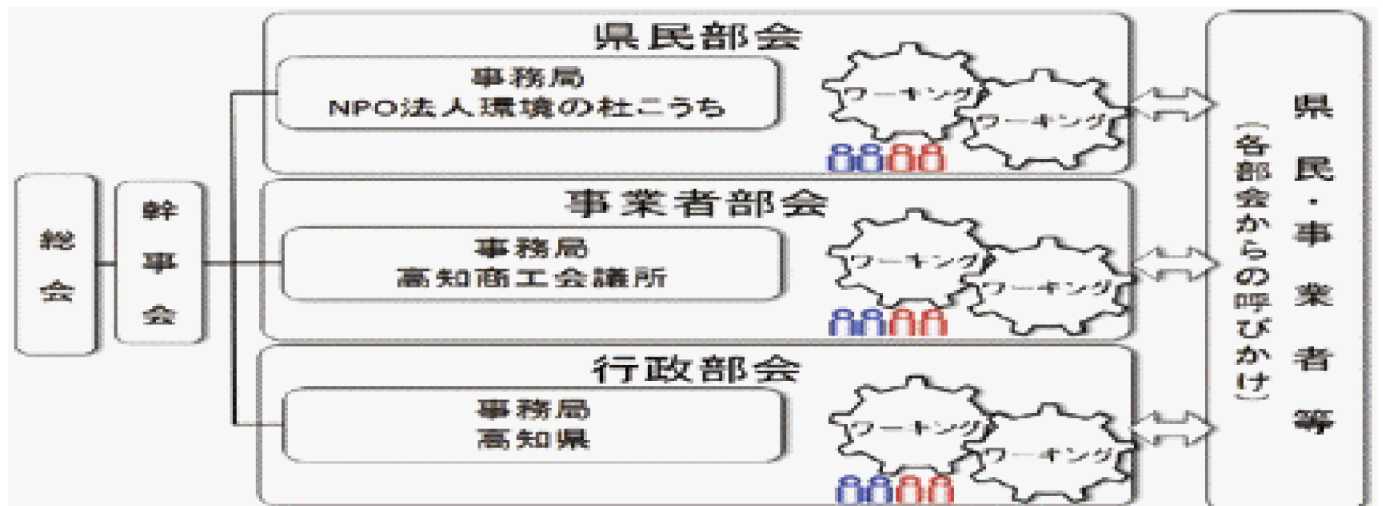 総会
幹事会
県民部会
事務局
NPO法人環境の杜こうち
ワーキング
ワーキング
事業者部会
事務局
高知商工会議所
ワーキング
ワーキング
行政部会
事務局
高知県
ワーキング
ワーキング
県民・事業者等
(各部会からの呼びかけ)